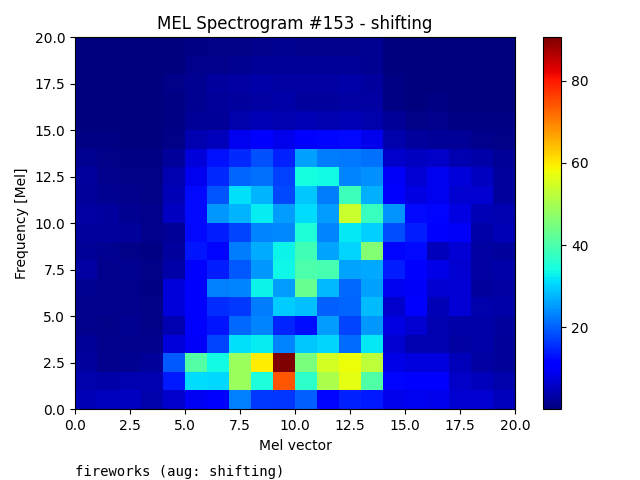 MEL Spectrogram #153 - shifting
20.0
17.5
15.0
12.5
10.0
7.5
5.0
2.5
0.0
Frequency [Mel]
0.0 2.5 5.0 7.5 10.0 12.5 15.0 17.5 20.0
Mel vector
80
60
40
20
fireworks (aug: shifting)